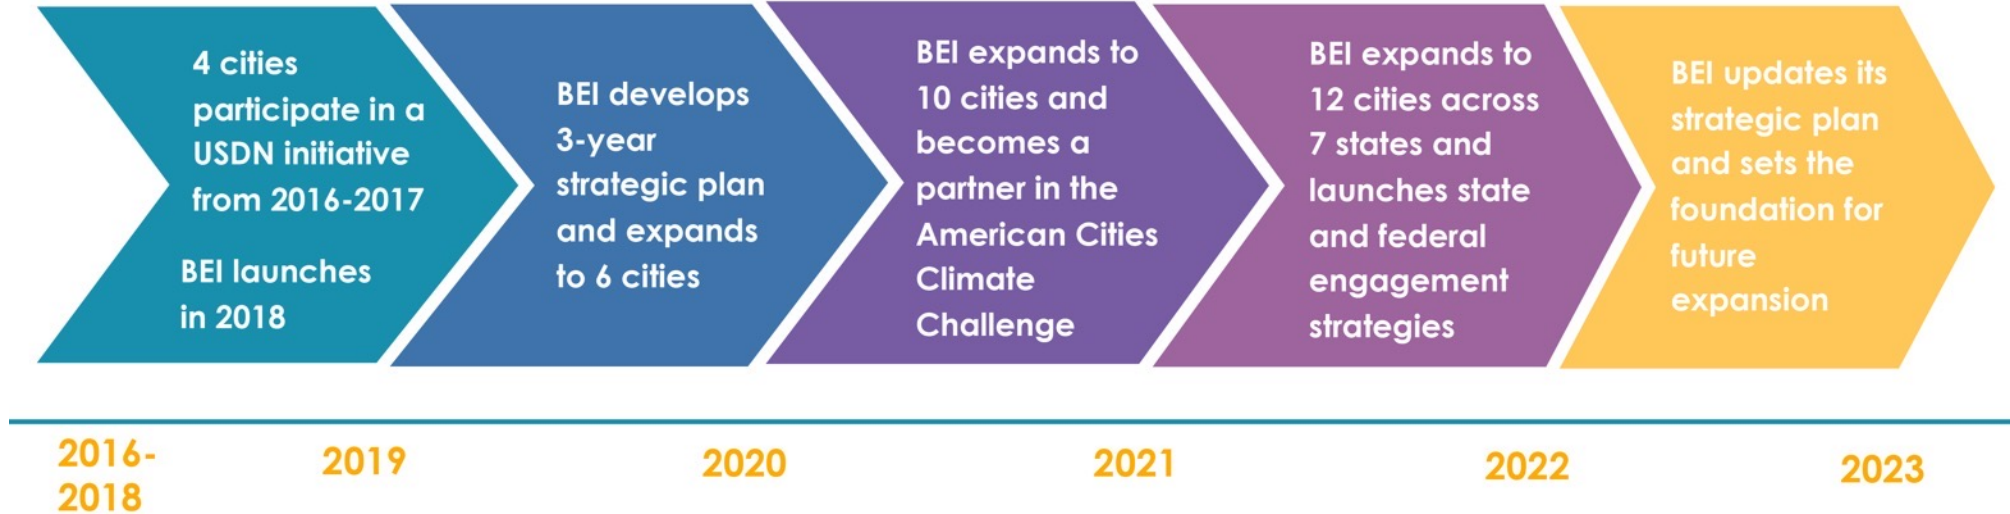 4 cities
participate in a
USDN initiative
from 2016-2017
BEI launches
in 2018
BEI develops
3-year
strategic plan
and expands
to 6 cities
BEI expands to
10 cities and
becomes a
partner in the
American Cities
Climate
Challenge
BEI expands to
12 cities across
7 states and
launches state
and federal
engagement
strategies
BEI updates its
strategic plan
and sets the
foundation for
future
expansion
2016-
2018
2019
2020
2021
2022
2023